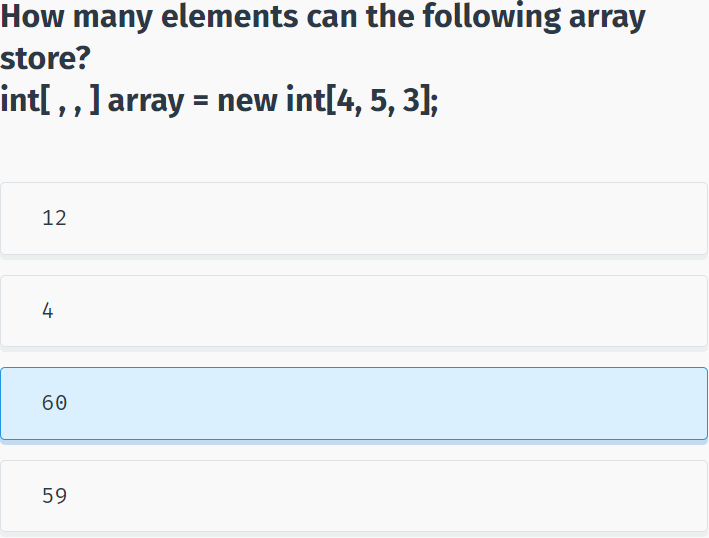 How many elements can the following array
store?
int[ , , ] array = new int[4, 5, 3];
12
4
60
59